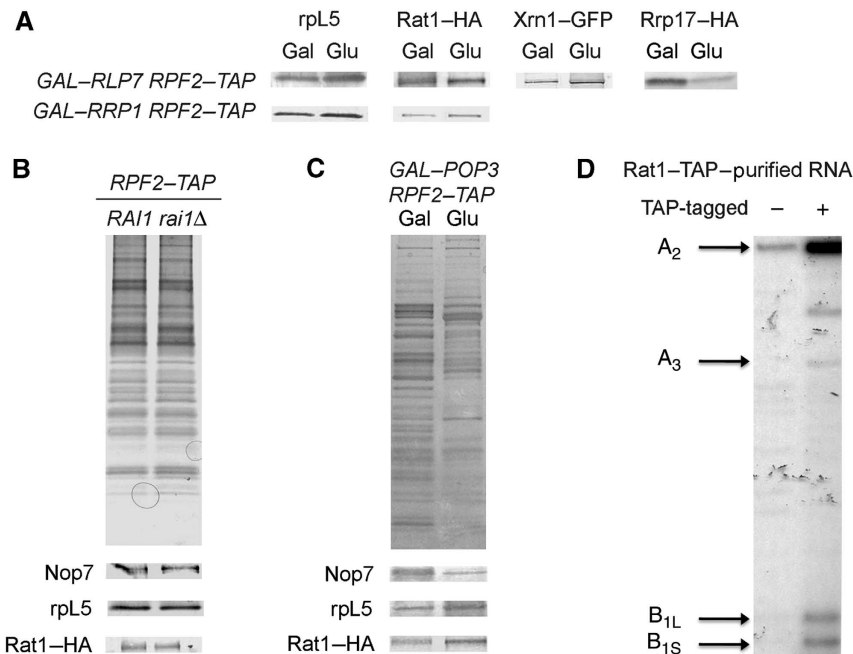 A
rpL5 Rat1–HA Xrn1–GFP Rrp17–HA
Gal Glu Gal Glu Gal Glu Gal Glu
GAL–RLP7 RPF2–TAP
GAL–RRP1 RPF2–TAP
B
RPF2–TAP
RAI1 rai1Δ
Nop7
rpL5
Rat1–HA
C
GAL–POP3
RPF2–TAP
Gal Glu
Nop7
rpL5
Rat1–HA
D
Rat1–TAP–purified RNA
TAP-tagged – +
A2
A3
B1L
B1S